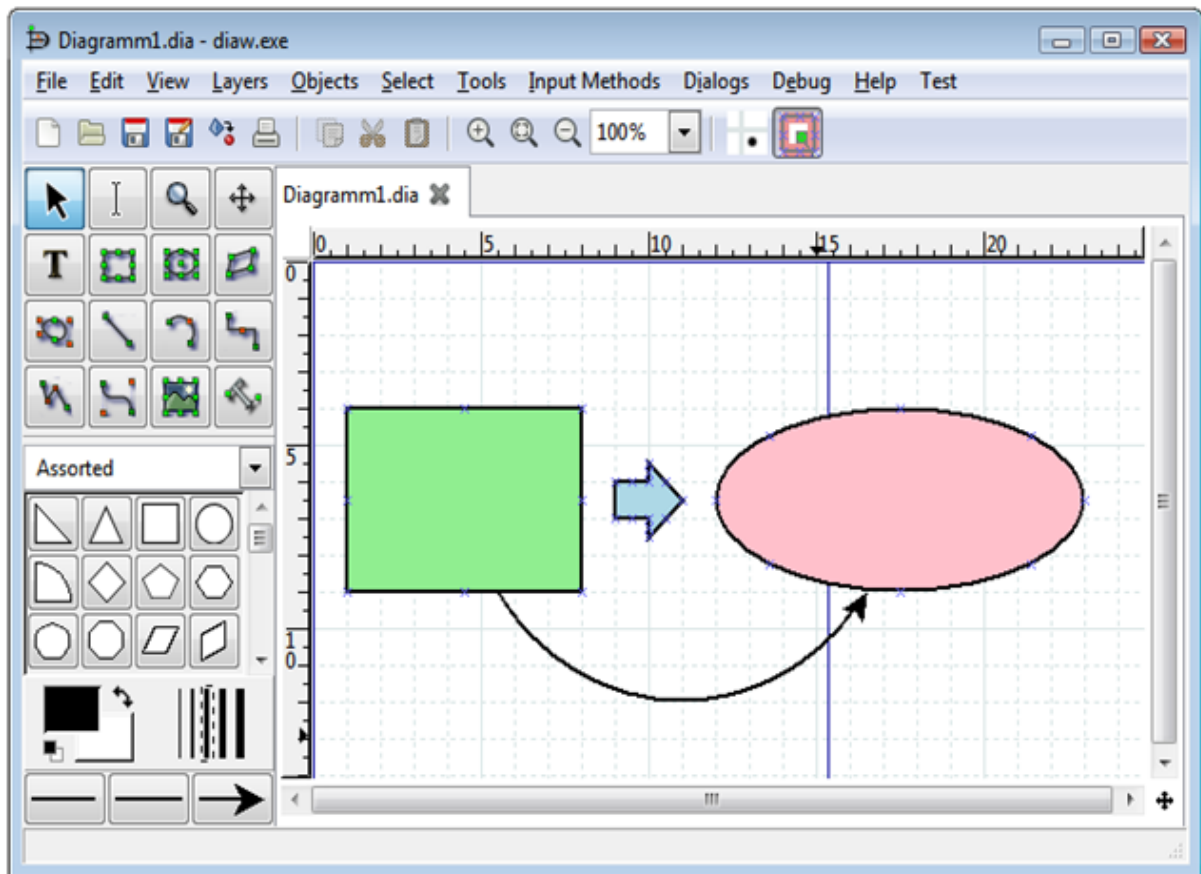 Diagramm1.dia - diaw.exe
File Edit View Layers Objects Select Tools Input Methods Dialogs Debug Help Test
100%
Diagramm1.dia
0 5 10 15 20
0
T
5
Assorted
10